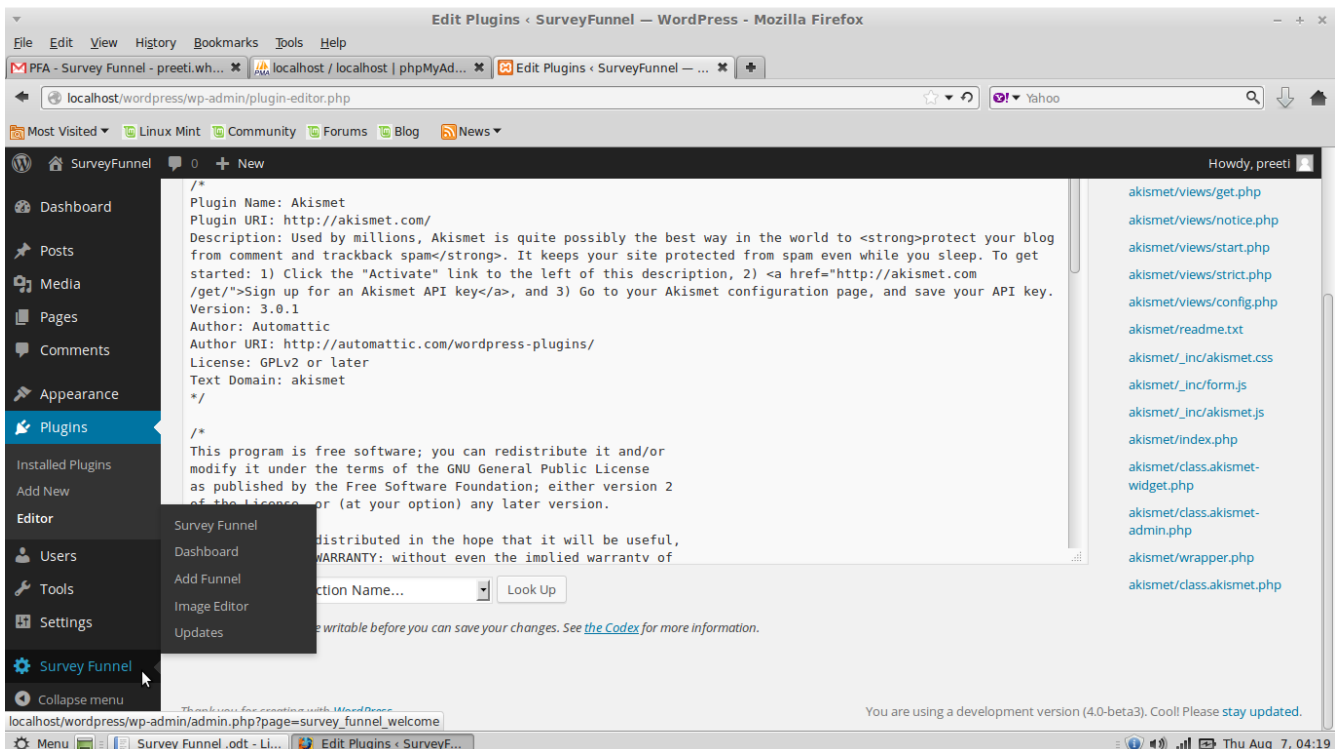 Edit Plugins ‹ SurveyFunnel — WordPress - Mozilla Firefox
File Edit View History Bookmarks Tools Help
PFA - Survey Funnel - preeti.wh... localhost / localhost | phpMyAd... Edit Plugins ‹ SurveyFunnel — ...
localhost/wordpress/wp-admin/plugin-editor.php Yahoo
Most Visited Linux Mint Community Forums Blog News
SurveyFunnel 0 New Howdy, preeti
Dashboard
Posts
Media
Pages
Comments
Appearance
Plugins
Installed Plugins
Add New
Editor
Users
Tools
Settings
Survey Funnel
Collapse menu
Survey Funnel
Dashboard
Add Funnel
Image Editor
Updates
/*
Plugin Name: Akismet
Plugin URI: http://akismet.com/
Description: Used by millions, Akismet is quite possibly the best way in the world to <strong>protect your blog
from comment and trackback spam</strong>. It keeps your site protected from spam even while you sleep. To get
started: 1) Click the "Activate" link to the left of this description, 2) <a href="http://akismet.com
/get/">Sign up for an Akismet API key</a>, and 3) Go to your Akismet configuration page, and save your API key.
Version: 3.0.1
Author: Automattic
Author URI: http://automattic.com/wordpress-plugins/
License: GPLv2 or later
Text Domain: akismet
*/
/*
This program is free software; you can redistribute it and/or
modify it under the terms of the GNU General Public License
as published by the Free Software Foundation; either version 2
of the License, or (at your option) any later version.
distributed in the hope that it will be useful,
WARRANTY; without even the implied warranty of
ction Name... Look Up
e writable before you can save your changes. See the Codex for more information.
akismet/views/get.php
akismet/views/notice.php
akismet/views/start.php
akismet/views/strict.php
akismet/views/config.php
akismet/readme.txt
akismet/_inc/akismet.css
akismet/_inc/form.js
akismet/_inc/akismet.js
akismet/index.php
akismet/class.akismet-
widget.php
akismet/class.akismet-
admin.php
akismet/wrapper.php
akismet/class.akismet.php
Thank you for creating with WordPress
You are using a development version (4.0-beta3). Cool! Please stay updated.
localhost/wordpress/wp-admin/admin.php?page=survey_funnel_welcome
Menu Survey Funnel .odt - Li... Edit Plugins ‹ SurveyF... Thu Aug 7, 04:19